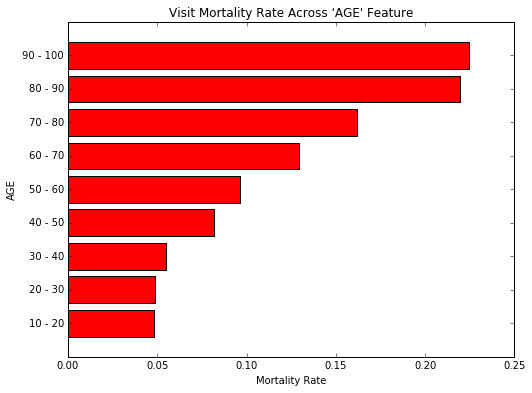 Visit Mortality Rate Across 'AGE' Feature
90 - 100
80 - 90
70 - 80
60 - 70
50 - 60
40 - 50
30 - 40
20 - 30
10 - 20
AGE
0.00 0.05 0.10 0.15 0.20 0.25
Mortality Rate